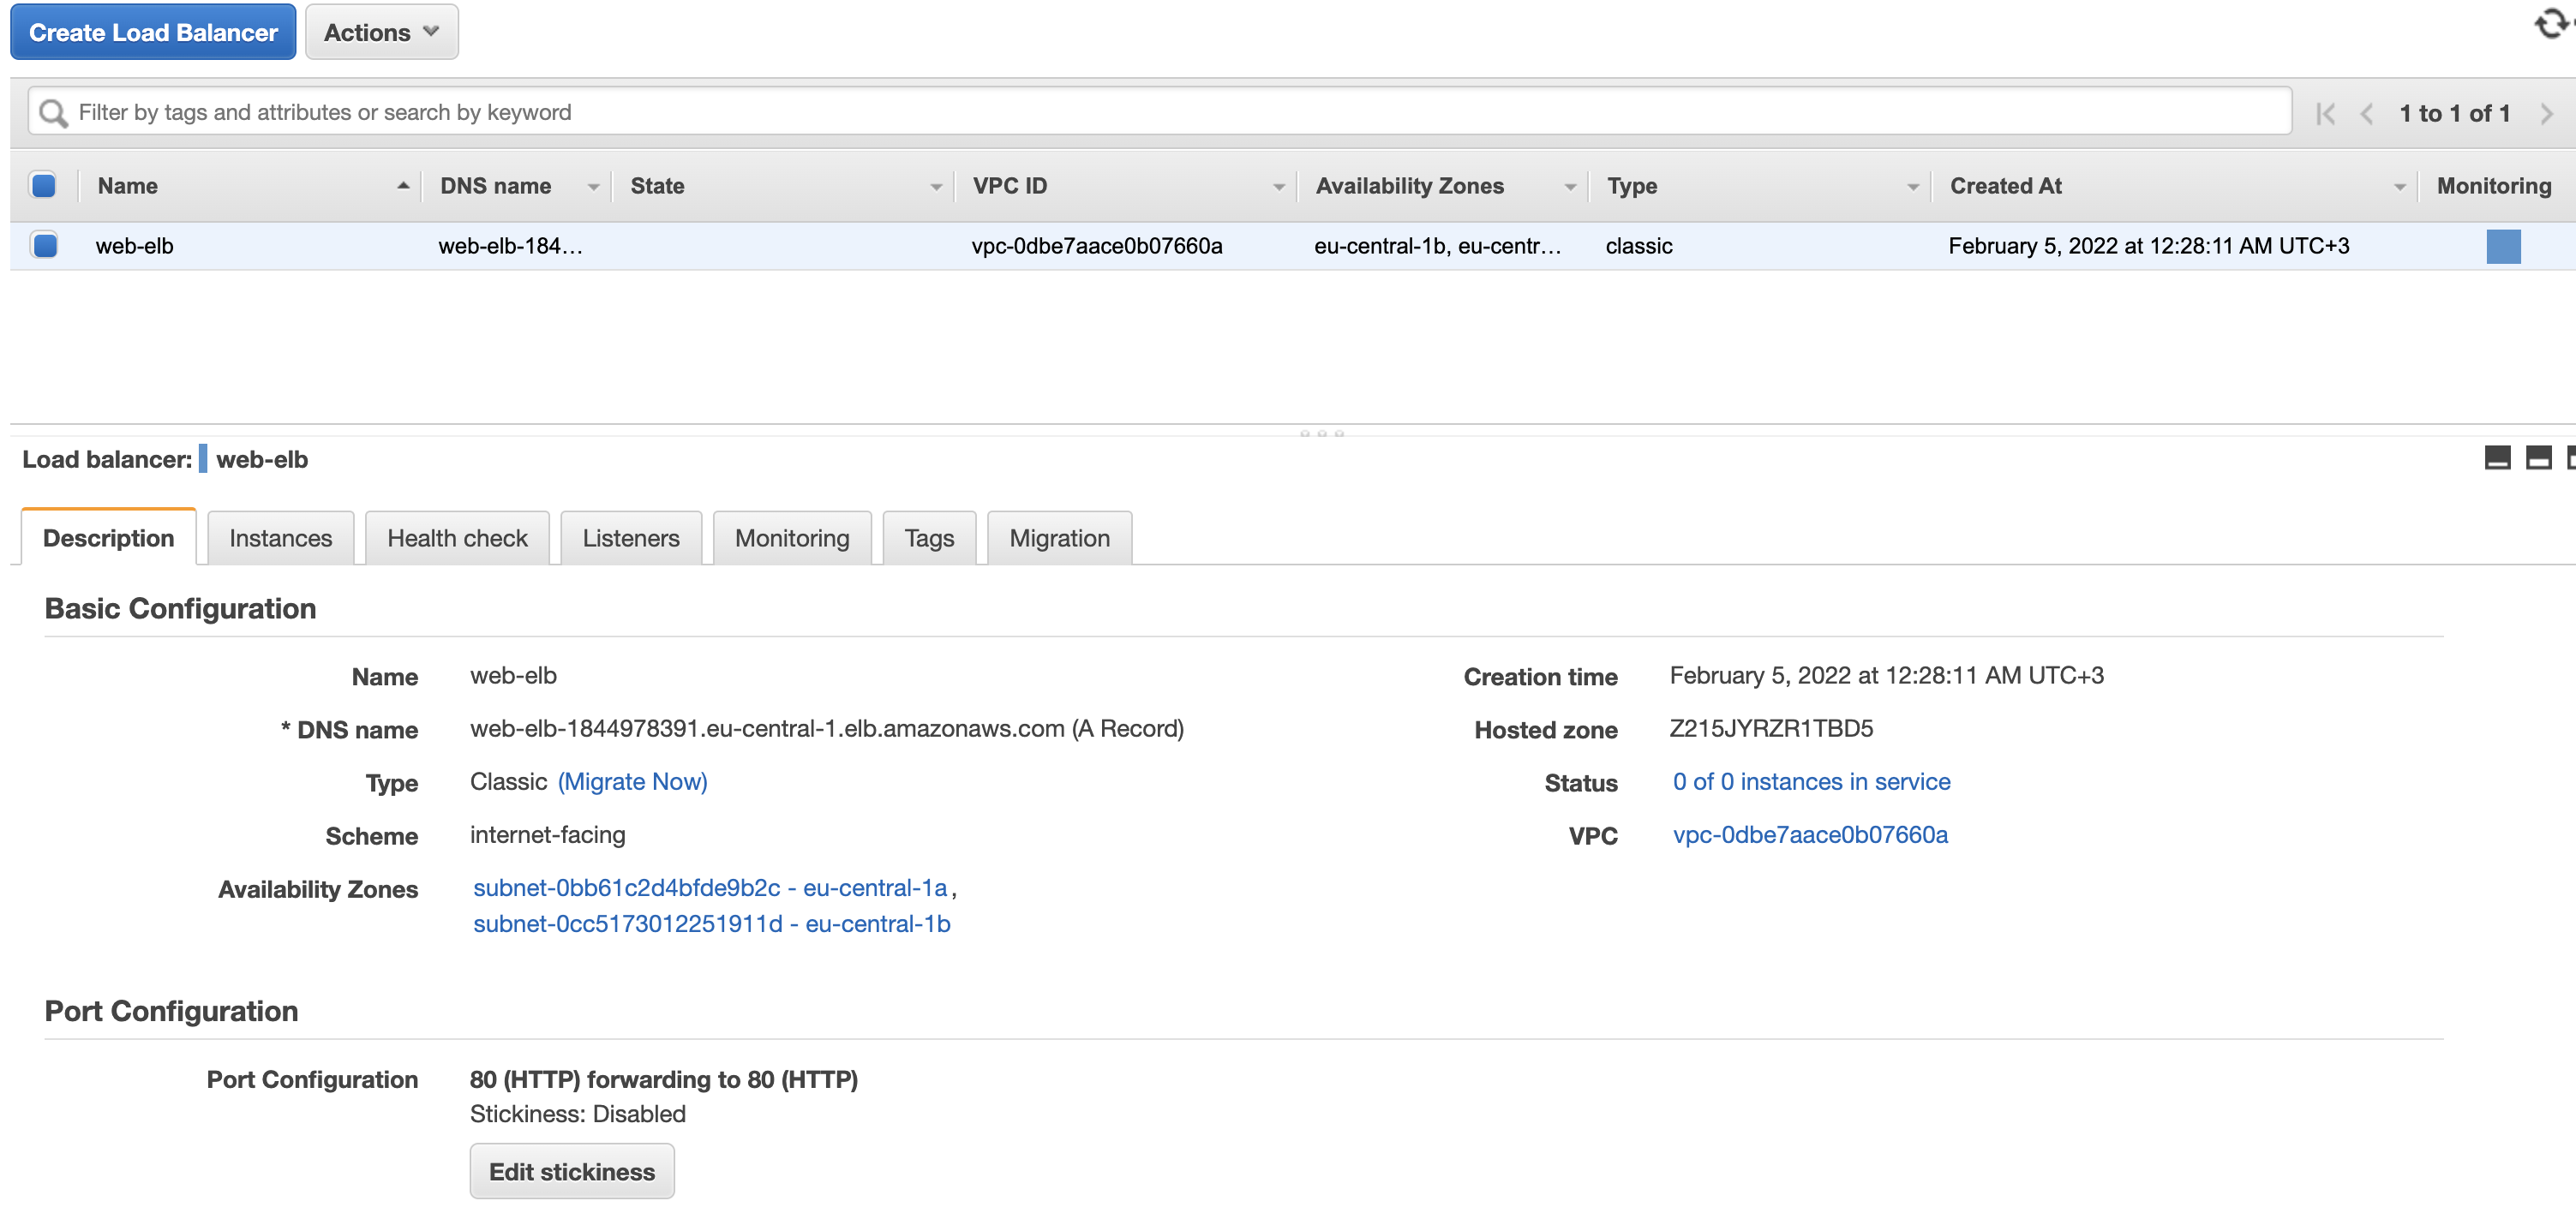 Create Load Balancer Actions
Filter by tags and attributes or search by keyword 1 to 1 of 1
Name DNS name State VPC ID Availability Zones Type Created At Monitoring
web-elb web-elb-184... vpc-0dbe7aace0b07660a eu-central-1b, eu-centr... classic February 5, 2022 at 12:28:11 AM UTC+3
Load balancer: web-elb
Description Instances Health check Listeners Monitoring Tags Migration
Basic Configuration
Name web-elb Creation time February 5, 2022 at 12:28:11 AM UTC+3
* DNS name web-elb-1844978391.eu-central-1.elb.amazonaws.com (A Record) Hosted zone Z215JYRZR1TBD5
Type Classic (Migrate Now) Status 0 of 0 instances in service
Scheme internet-facing VPC vpc-0dbe7aace0b07660a
Availability Zones subnet-0bb61c2d4bfde9b2c - eu-central-1a,
subnet-0cc5173012251911d - eu-central-1b
Port Configuration
Port Configuration 80 (HTTP) forwarding to 80 (HTTP)
Stickiness: Disabled
Edit stickiness